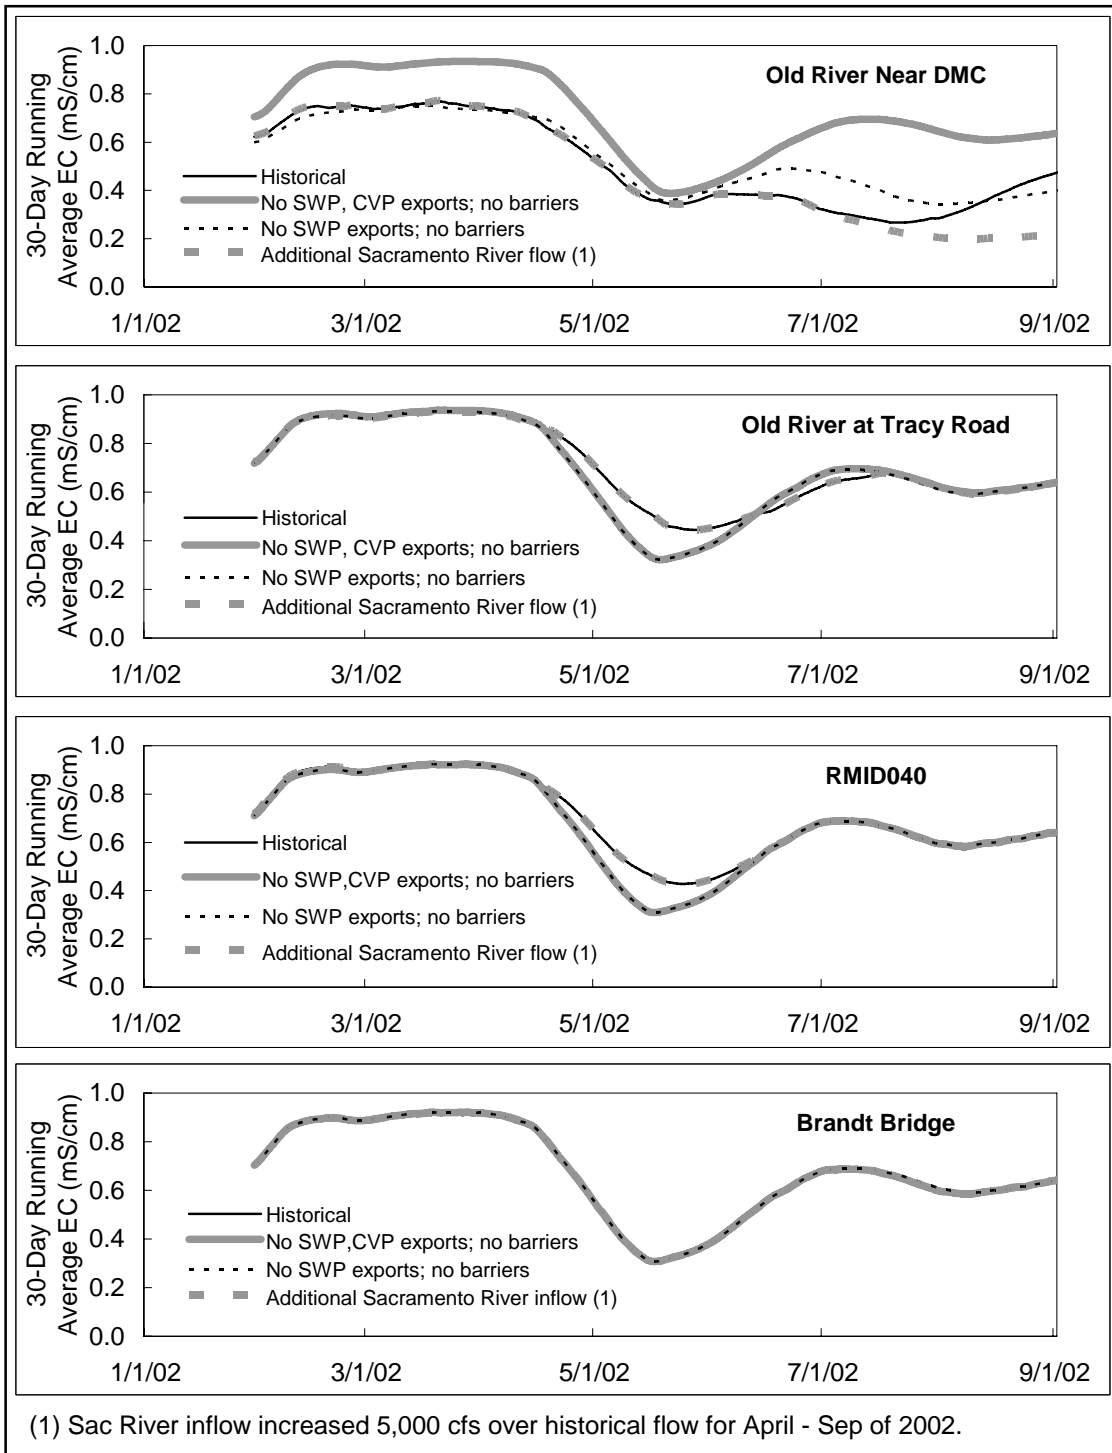 30-Day Running
Average EC (mS/cm)
1.0
0.8
0.6
0.4
0.2
0.0
Old River Near DMC
Historical
No SWP, CVP exports; no barriers
No SWP exports; no barriers
Additional Sacramento River flow (1)
1/1/02 3/1/02 5/1/02 7/1/02 9/1/02
30-Day Running
Average EC (mS/cm)
1.0
0.8
0.6
0.4
0.2
0.0
Old River at Tracy Road
Historical
No SWP, CVP exports; no barriers
No SWP exports; no barriers
Additional Sacramento River flow (1)
1/1/02 3/1/02 5/1/02 7/1/02 9/1/02
30-Day Running
Average EC (mS/cm)
1.0
0.8
0.6
0.4
0.2
0.0
RMID040
Historical
No SWP,CVP exports; no barriers
No SWP exports; no barriers
Additional Sacramento River flow (1)
1/1/02 3/1/02 5/1/02 7/1/02 9/1/02
30-Day Running
Average EC (mS/cm)
1.0
0.8
0.6
0.4
0.2
0.0
Brandt Bridge
Historical
No SWP,CVP exports; no barriers
No SWP exports; no barriers
Additional Sacramento River inflow (1)
1/1/02 3/1/02 5/1/02 7/1/02 9/1/02
(1) Sac River inflow increased 5,000 cfs over historical flow for April - Sep of 2002.